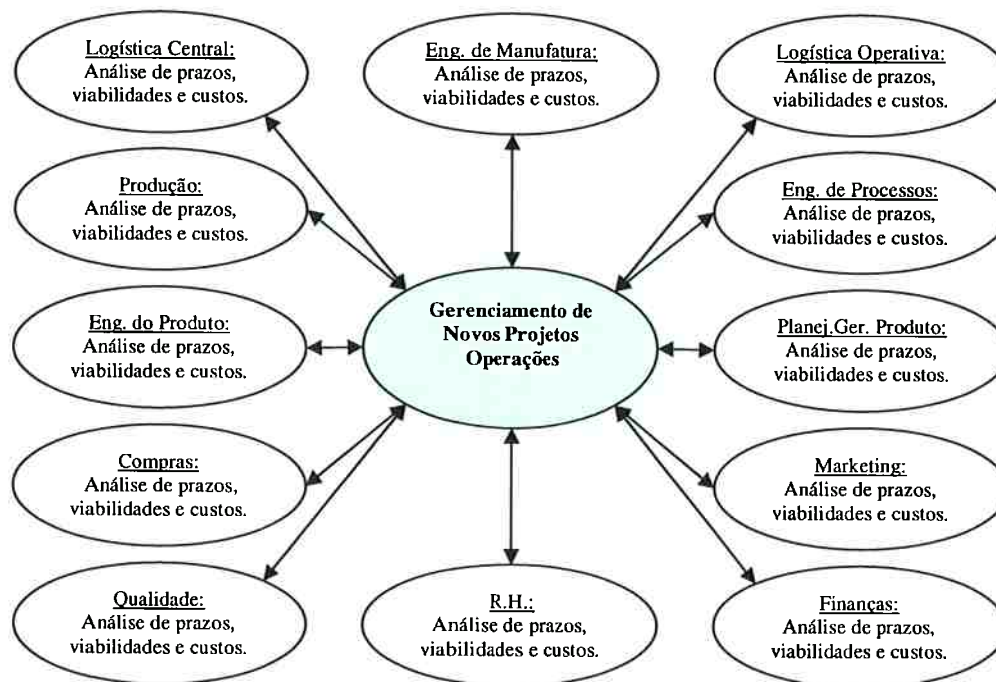 Logística Central:
Análise de prazos,
viabilidades e custos.
Eng. de Manufatura:
Análise de prazos,
viabilidades e custos.
Logística Operativa:
Análise de prazos,
viabilidades e custos.
Produção:
Análise de prazos,
viabilidades e custos.
Eng. de Processos:
Análise de prazos,
viabilidades e custos.
Gerenciamento de
Novos Projetos
Operações
Eng. do Produto:
Análise de prazos,
viabilidades e custos.
Planej.Ger. Produto:
Análise de prazos,
viabilidades e custos.
Compras:
Análise de prazos,
viabilidades e custos.
Marketing:
Análise de prazos,
viabilidades e custos.
Qualidade:
Análise de prazos,
viabilidades e custos.
R.H.:
Análise de prazos,
viabilidades e custos.
Finanças:
Análise de prazos,
viabilidades e custos.